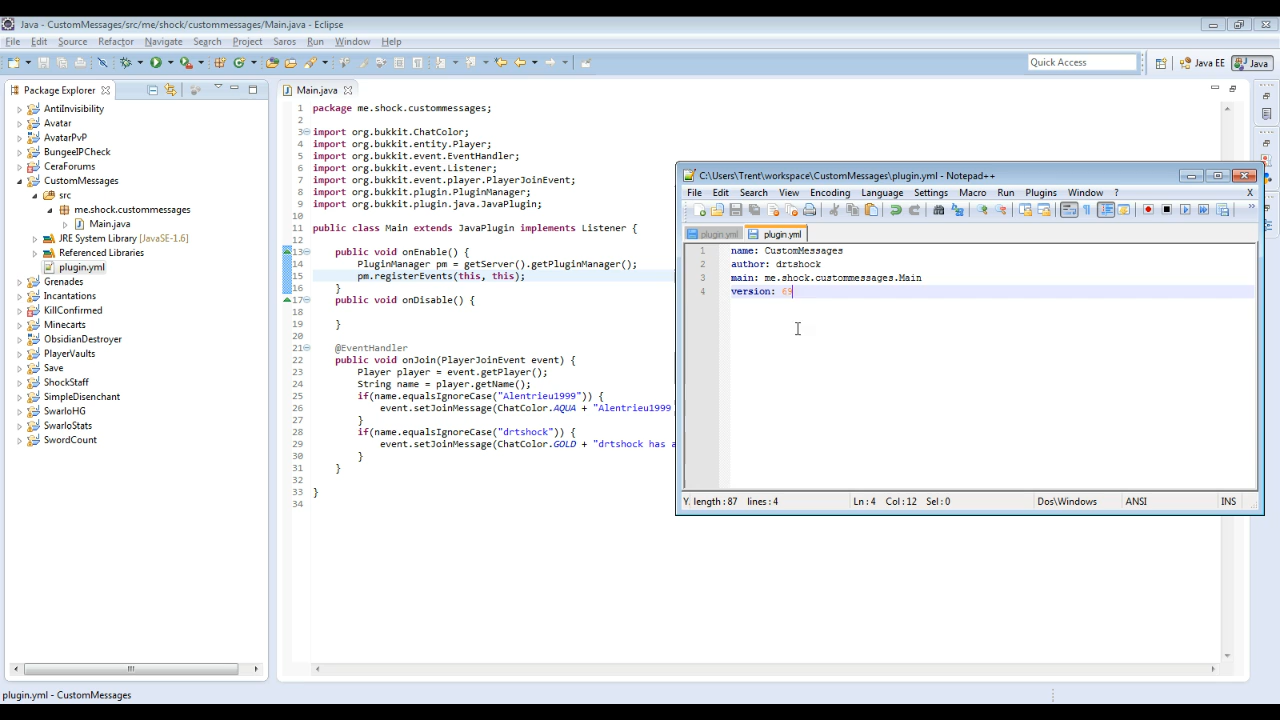 Java - CustomMessages/src/me/shock/custommessages/Main.java - Eclipse
File Edit Source Refactor Navigate Search Project Saros Run Window Help
Quick Access
Java EE
Java
Package Explorer
AntiInvisibility
Avatar
AvatarPvP
BungeeIPCheck
CeraForums
CustomMessages
src
me.shock.custommessages
Main.java
JRE System Library [JavaSE-1.6]
Referenced Libraries
plugin.yml
Grenades
Incantations
KillConfirmed
Minecarts
ObsidianDestroyer
PlayerVaults
Save
ShockStaff
SimpleDisenchant
SwarloHG
SwarloStats
SwordCount
Main.java
1 package me.shock.custommessages;
2
3 import org.bukkit.ChatColor;
4 import org.bukkit.entity.Player;
5 import org.bukkit.event.EventHandler;
6 import org.bukkit.event.Listener;
7 import org.bukkit.event.player.PlayerJoinEvent;
8 import org.bukkit.plugin.PluginManager;
9 import org.bukkit.plugin.java.JavaPlugin;
10
11 public class Main extends JavaPlugin implements Listener {
12
13 public void onEnable() {
14 PluginManager pm = getServer().getPluginManager();
15 pm.registerEvents(this, this);
16 }
17 public void onDisable() {
18
19 }
20
21 @EventHandler
22 public void onJoin(PlayerJoinEvent event) {
23 Player player = event.getPlayer();
24 String name = player.getName();
25 if(name.equalsIgnoreCase("Alentrieu1999")) {
26 event.setJoinMessage(ChatColor.AQUA + "Alentrieu1999
27 }
28 if(name.equalsIgnoreCase("drtshock")) {
29 event.setJoinMessage(ChatColor.GOLD + "drtshock has a
30 }
31 }
32
33 }
34
C:\Users\Trent\workspace\CustomMessages\plugin.yml - Notepad++
File Edit Search View Encoding Language Settings Macro Run Plugins Window ? X
plugin.yml plugin.yml
1 name: CustomMessages
2 author: drtshock
3 main: me.shock.custommessages.Main
4 version: 69
Y. length : 87 lines : 4 Ln : 4 Col : 12 Sel : 0 Dos\Windows ANSI INS
plugin.yml - CustomMessages